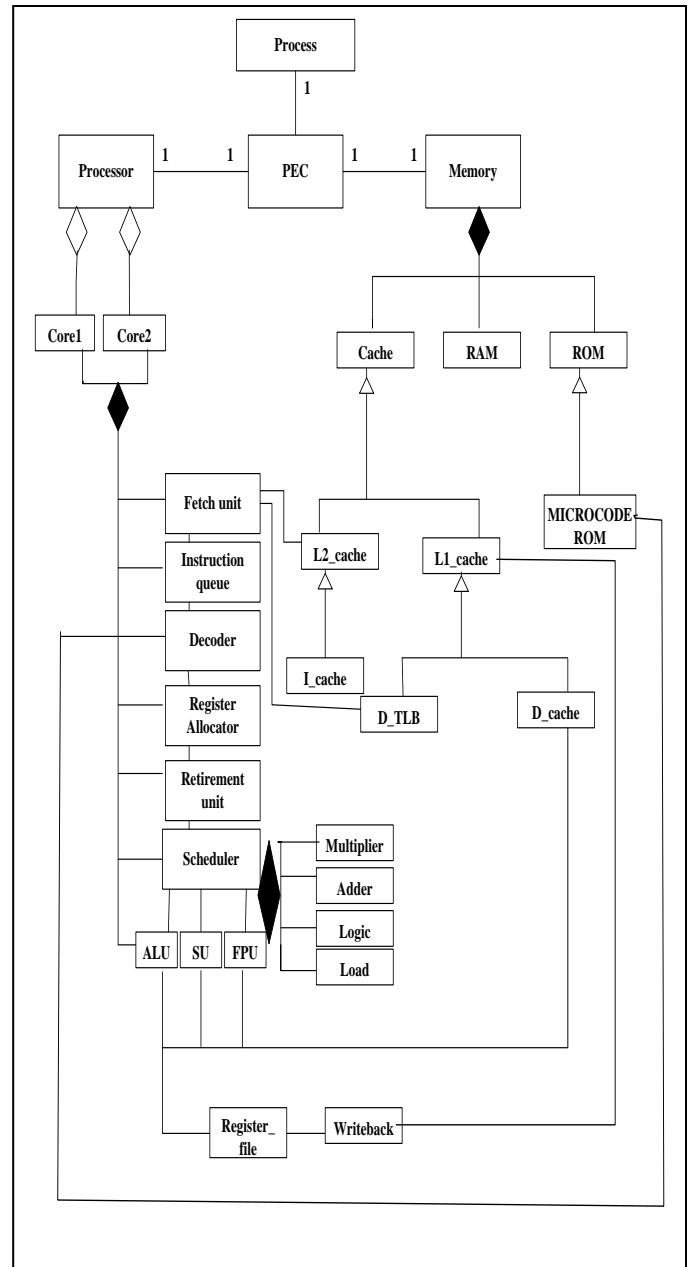 Process
1
Processor
1
1
PEC
1
1
Memory
Core1
Core2
Cache
RAM
ROM
Fetch unit
L2_cache
L1_cache
MICROCODE
ROM
Instruction
queue
Decoder
I_cache
Register
Allocator
D_TLB
D_cache
Retirement
unit
Scheduler
Multiplier
Adder
Logic
Load
ALU
SU
FPU
Register_
file
Writeback